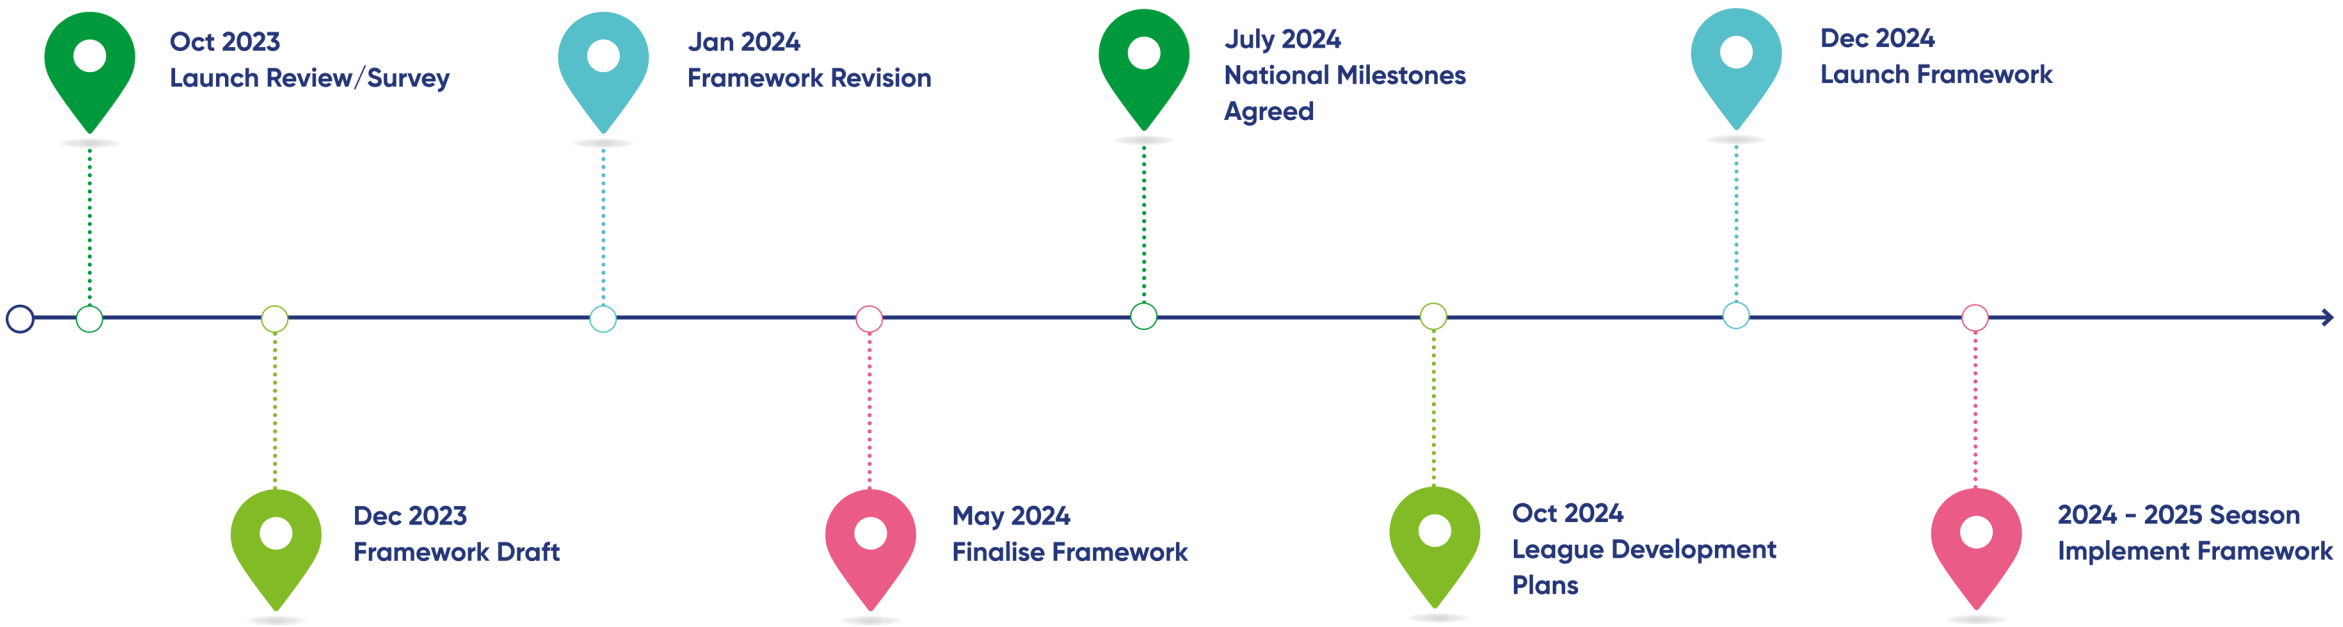 Oct 2023
Launch Review/Survey
Dec 2023
Framework Draft
Jan 2024
Framework Revision
May 2024
Finalise Framework
July 2024
National Milestones
Agreed
Oct 2024
League Development
Plans
Dec 2024
Launch Framework
2024 - 2025 Season
Implement Framework